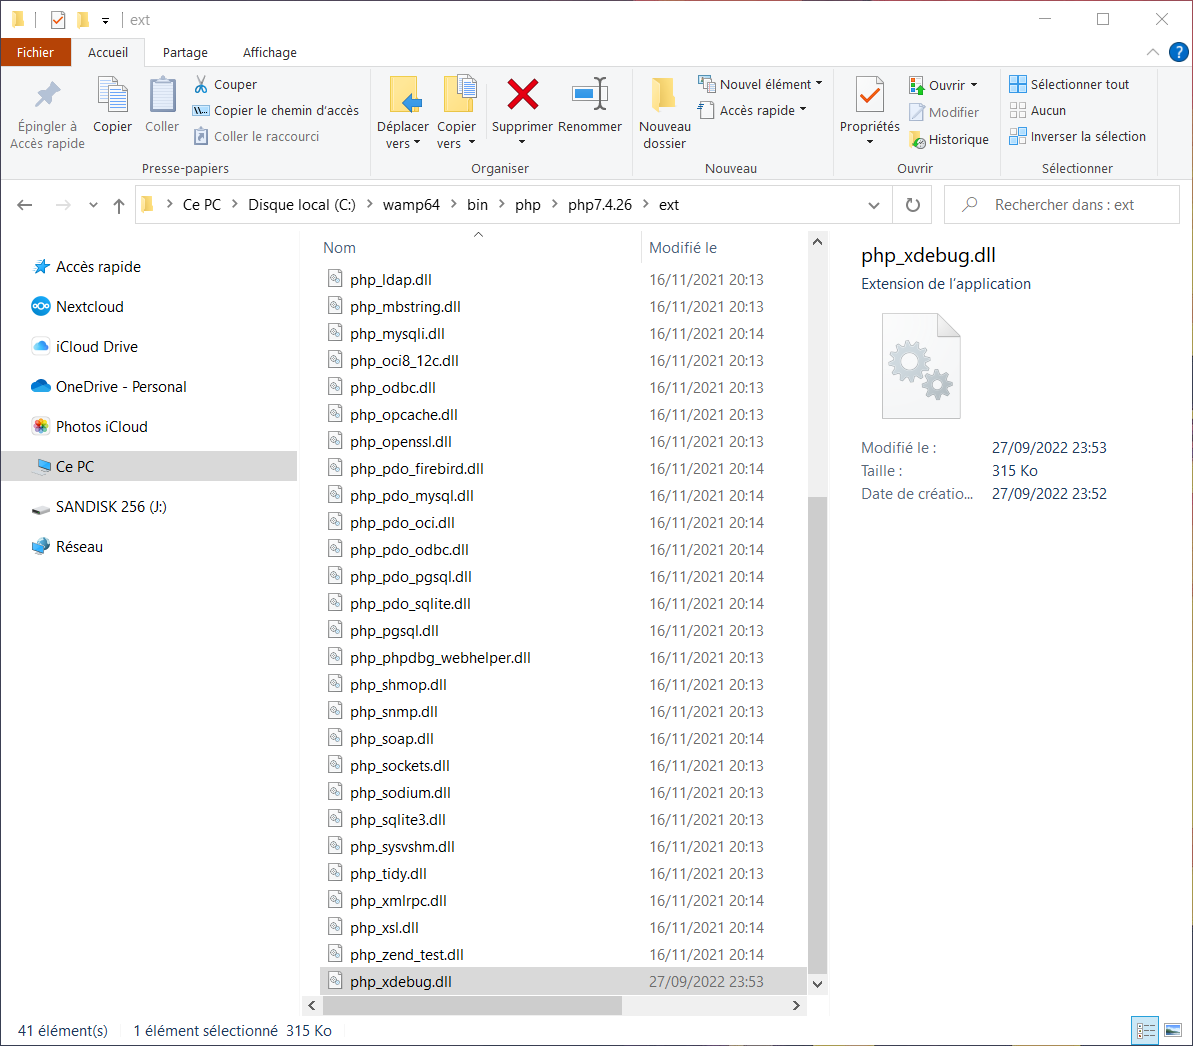 ext
Fichier Accueil Partage Affichage ?
Épingler à Accès rapide
Copier
Coller
Couper
Copier le chemin d'accès
Coller le raccourci
Presse-papiers
Déplacer vers
Copier vers
Supprimer
Renommer
Organiser
Nouveau dossier
Nouvel élément
Accès rapide
Nouveau
Propriétés
Ouvrir
Modifier
Historique
Ouvrir
Sélectionner tout
Aucun
Inverser la sélection
Sélectionner
Ce PC Disque local (C:) wamp64 bin php php7.4.26 ext
Rechercher dans : ext
Accès rapide
Nextcloud
iCloud Drive
OneDrive - Personal
Photos iCloud
Ce PC
SANDISK 256 (J:)
Réseau
Nom Modifié le
php_ldap.dll 16/11/2021 20:13
php_mbstring.dll 16/11/2021 20:13
php_mysqli.dll 16/11/2021 20:14
php_oci8_12c.dll 16/11/2021 20:14
php_odbc.dll 16/11/2021 20:13
php_opcache.dll 16/11/2021 20:14
php_openssl.dll 16/11/2021 20:13
php_pdo_firebird.dll 16/11/2021 20:14
php_pdo_mysql.dll 16/11/2021 20:14
php_pdo_oci.dll 16/11/2021 20:14
php_pdo_odbc.dll 16/11/2021 20:14
php_pdo_pgsql.dll 16/11/2021 20:14
php_pdo_sqlite.dll 16/11/2021 20:14
php_pgsql.dll 16/11/2021 20:13
php_phpdbg_webhelper.dll 16/11/2021 20:13
php_shmop.dll 16/11/2021 20:13
php_snmp.dll 16/11/2021 20:13
php_soap.dll 16/11/2021 20:14
php_sockets.dll 16/11/2021 20:13
php_sodium.dll 16/11/2021 20:13
php_sqlite3.dll 16/11/2021 20:13
php_sysvshm.dll 16/11/2021 20:13
php_tidy.dll 16/11/2021 20:13
php_xmlrpc.dll 16/11/2021 20:14
php_xsl.dll 16/11/2021 20:14
php_zend_test.dll 16/11/2021 20:14
php_xdebug.dll 27/09/2022 23:53
php_xdebug.dll
Extension de l'application
Modifié le : 27/09/2022 23:53
Taille : 315 Ko
Date de créatio... 27/09/2022 23:52
41 élément(s) 1 élément sélectionné 315 Ko